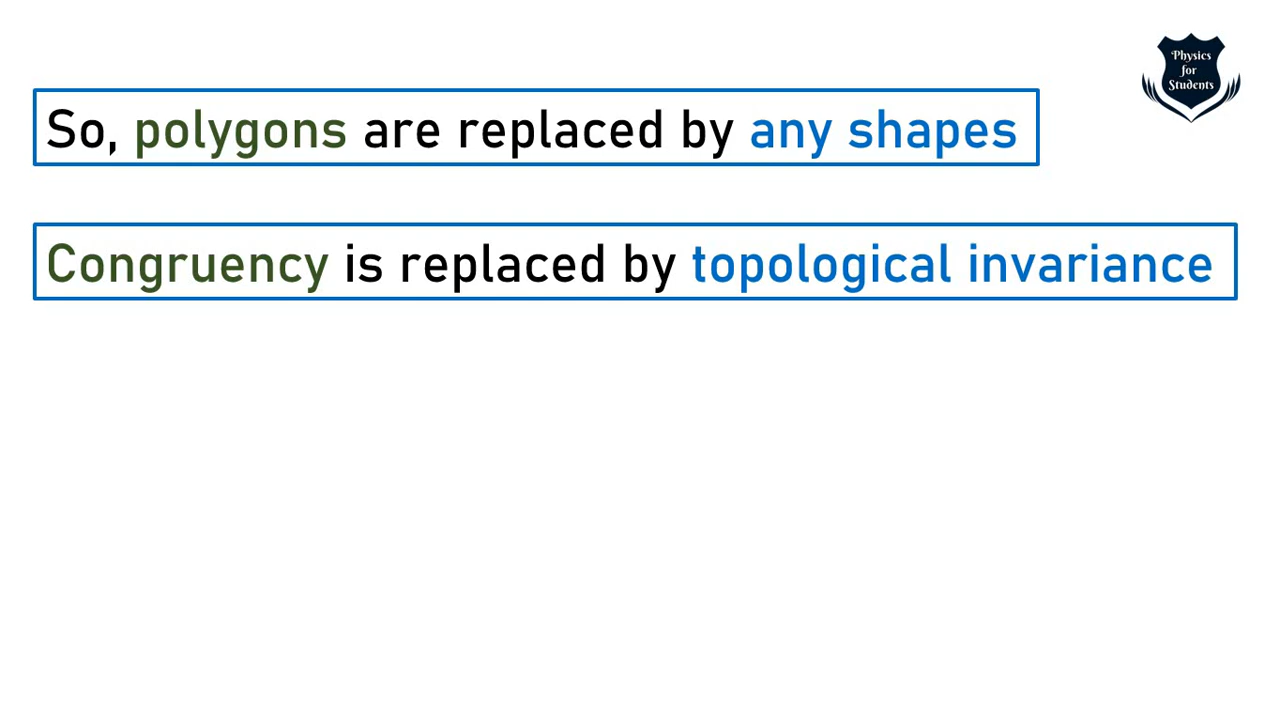 Physics
for
Students
So, polygons are replaced by any shapes
Congruency is replaced by topological invariance